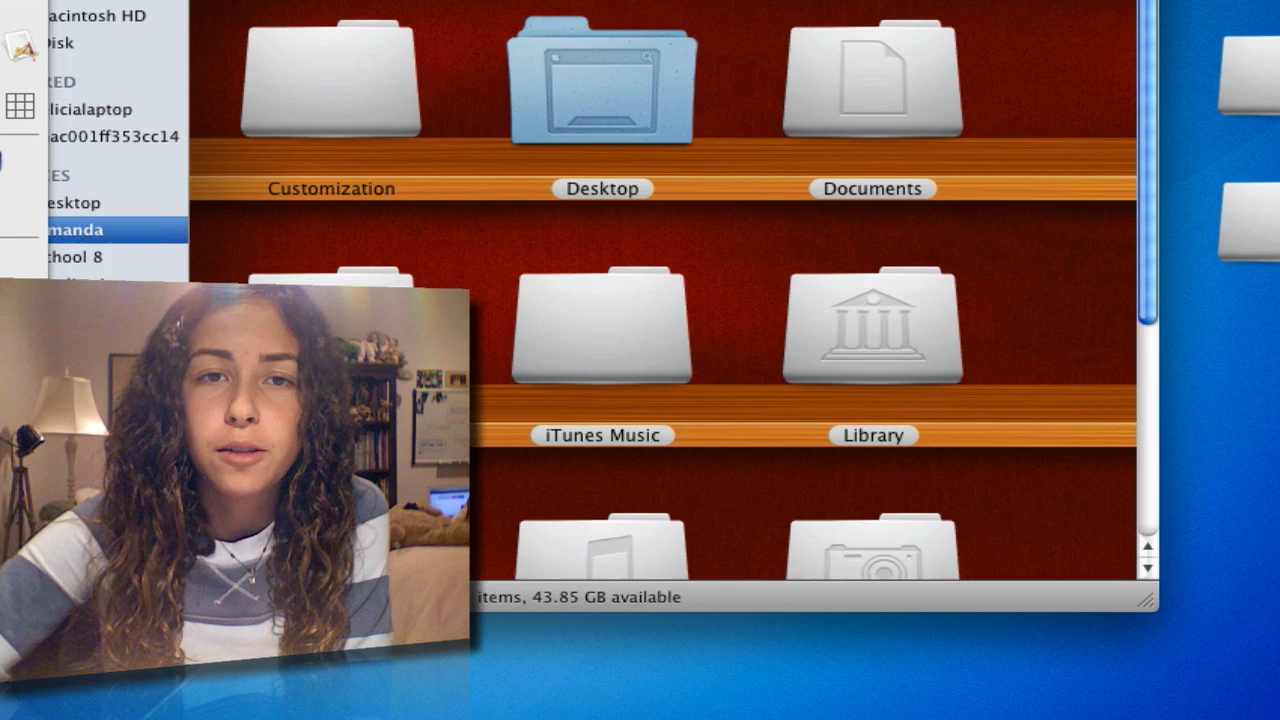 acintosh HD
Disk
RED
licialaptop
ac001ff353cc14
ES
esktop
manda
chool 8
Customization
Desktop
Documents
iTunes Music
Library
items, 43.85 GB available